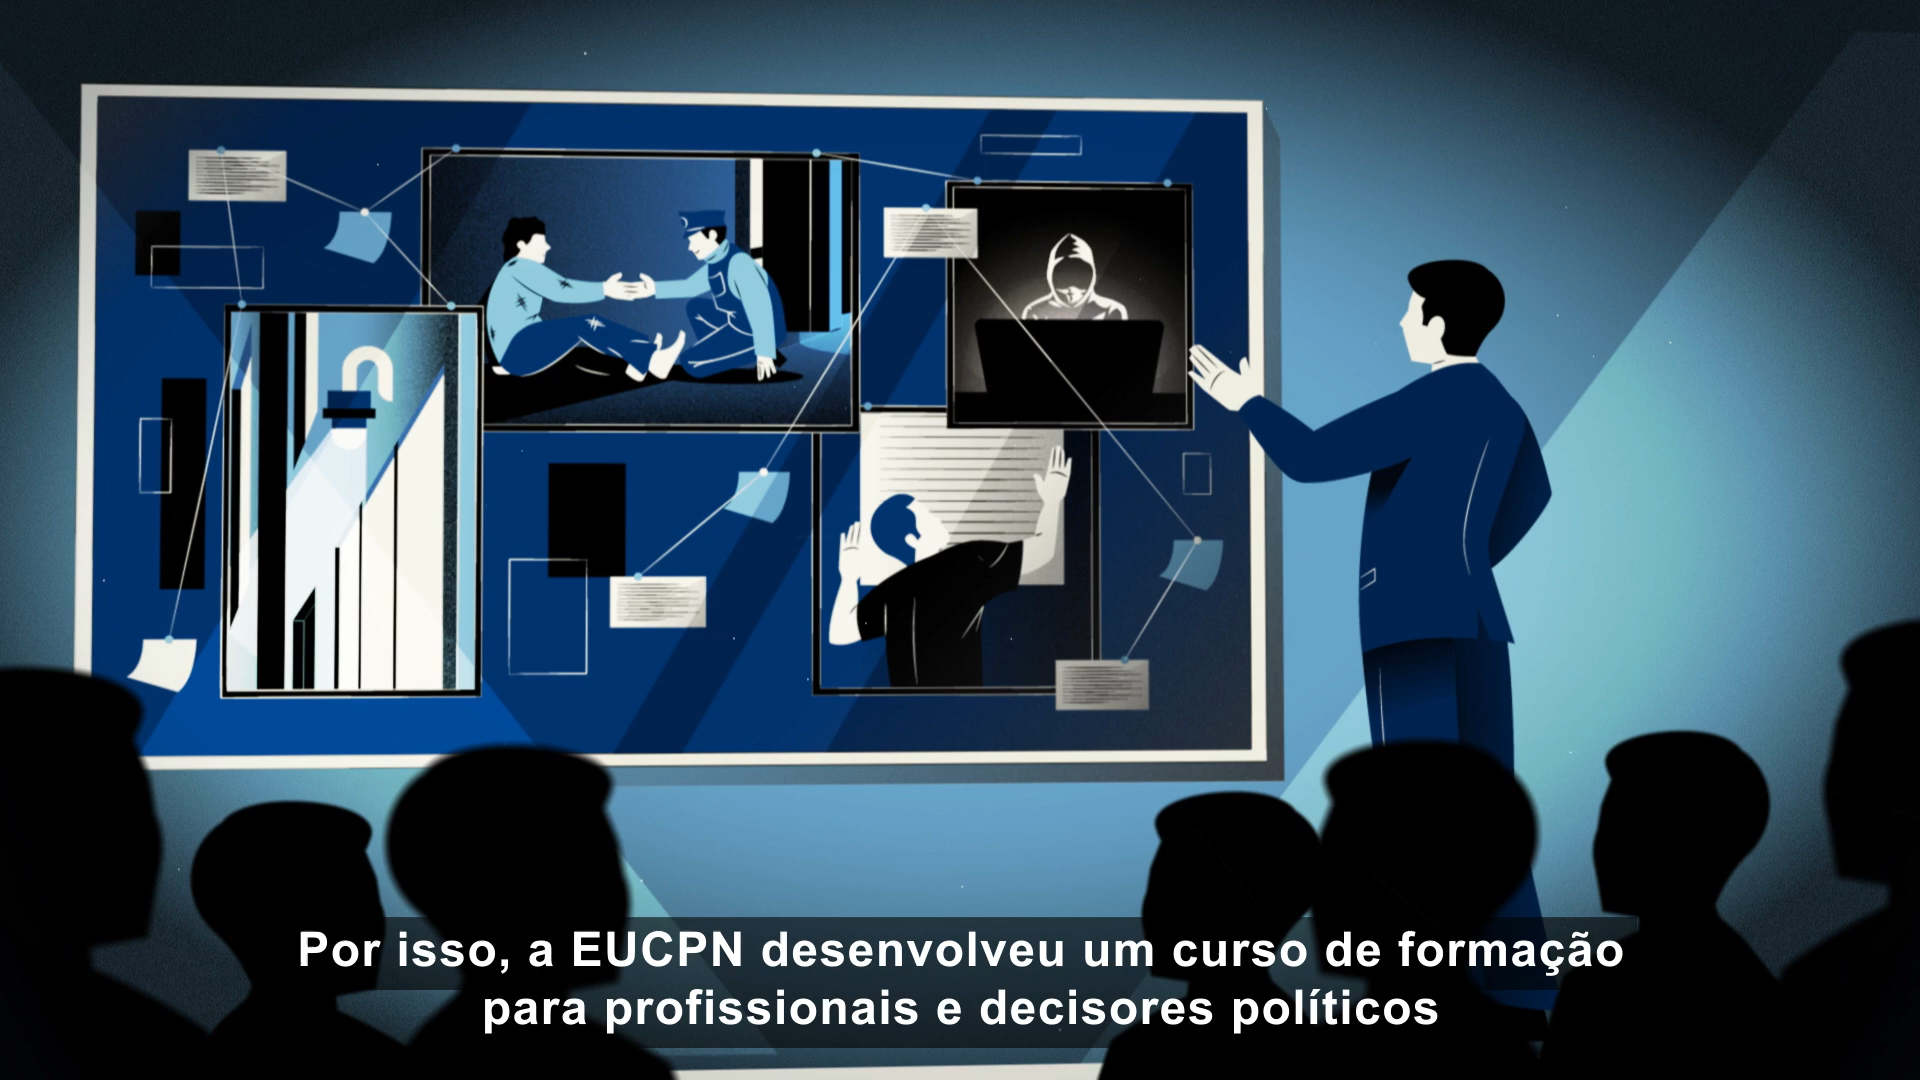 Por isso, a EUCPN desenvolveu um curso de formação
para profissionais e decisores políticos